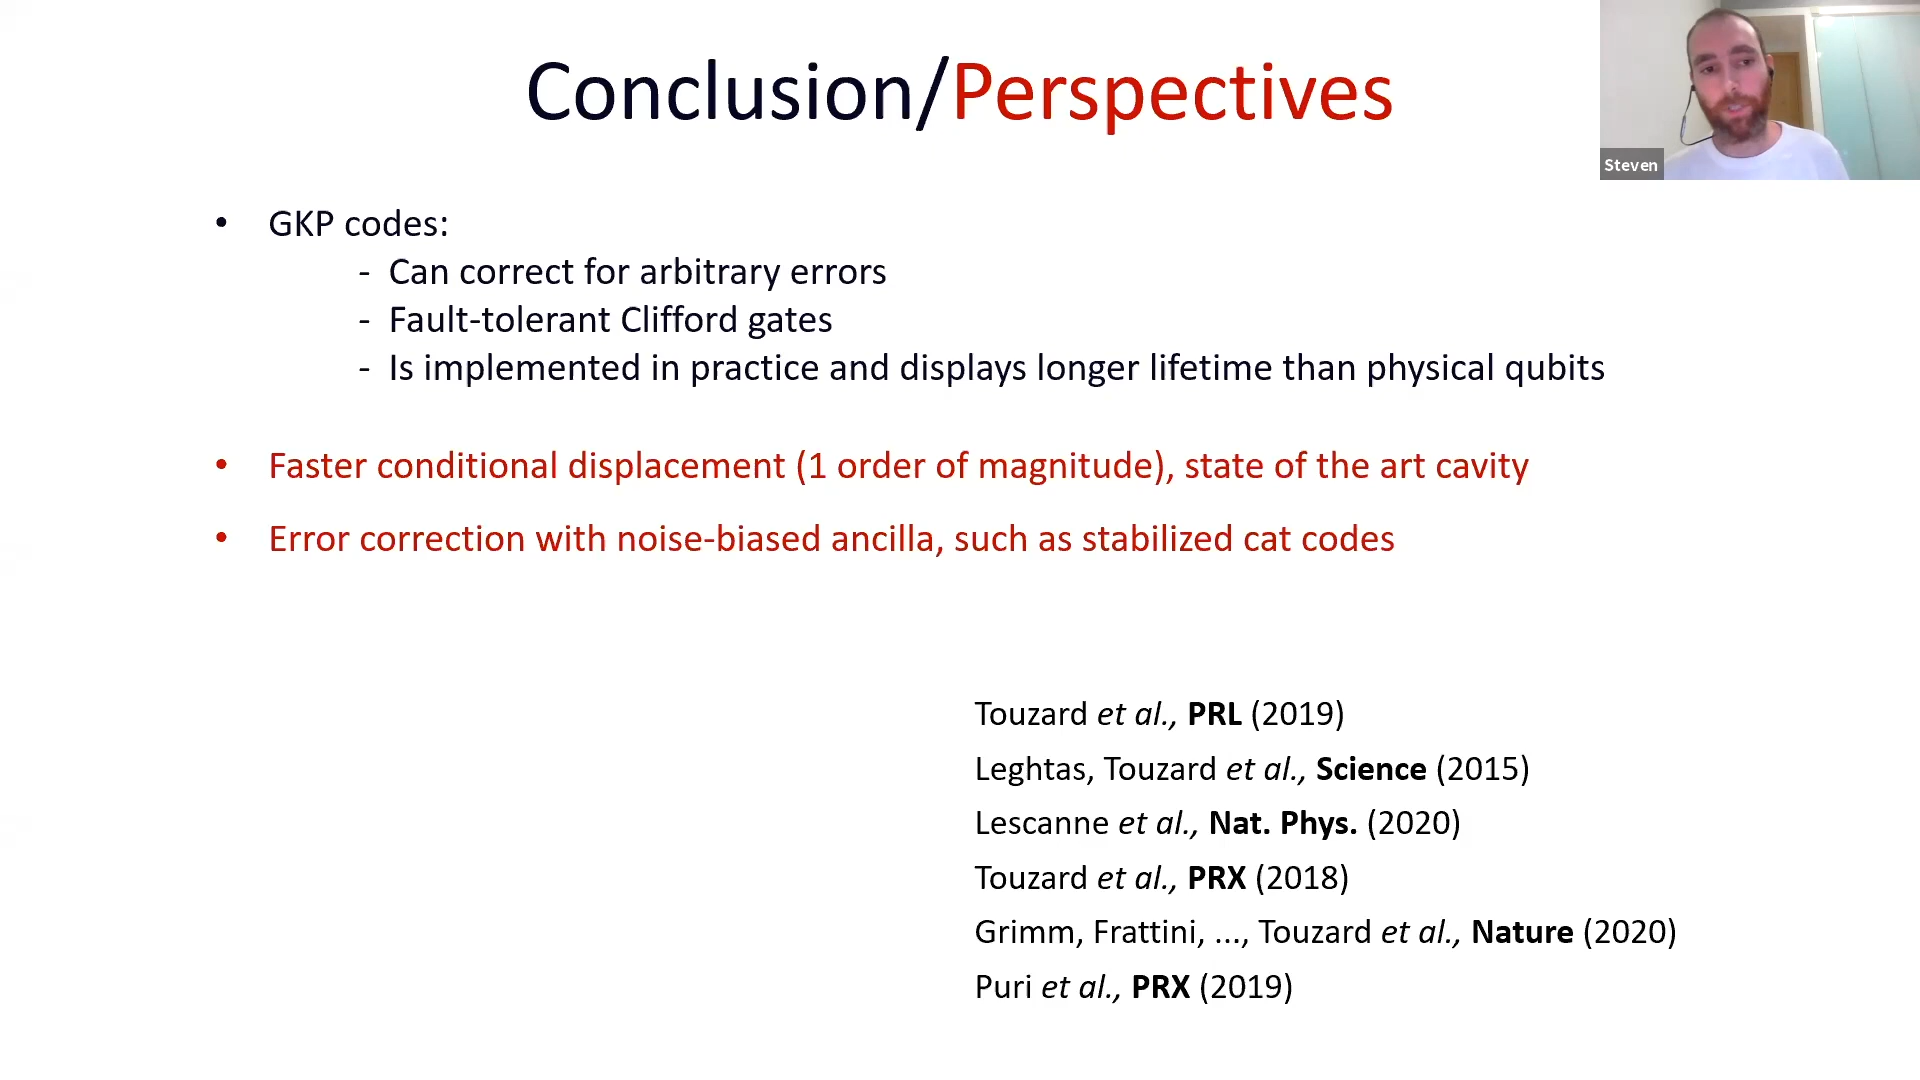 Conclusion/Perspectives
Steven
• GKP codes:
- Can correct for arbitrary errors
- Fault-tolerant Clifford gates
- Is implemented in practice and displays longer lifetime than physical qubits
• Faster conditional displacement (1 order of magnitude), state of the art cavity
• Error correction with noise-biased ancilla, such as stabilized cat codes
Touzard et al., PRL (2019)
Leghtas, Touzard et al., Science (2015)
Lescanne et al., Nat. Phys. (2020)
Touzard et al., PRX (2018)
Grimm, Frattini, ..., Touzard et al., Nature (2020)
Puri et al., PRX (2019)